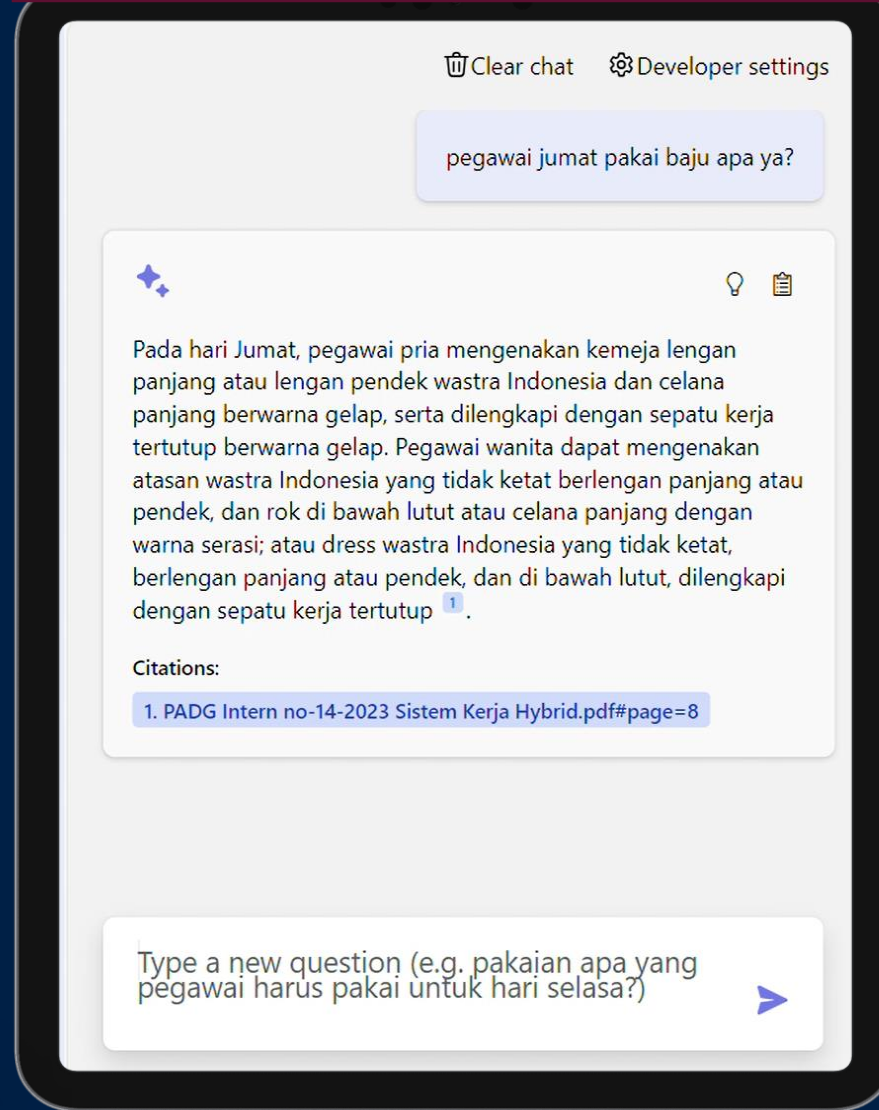 Clear chat Developer settings
pegawai jumat pakai baju apa ya?
Pada hari Jumat, pegawai pria mengenakan kemeja lengan
panjang atau lengan pendek wastra Indonesia dan celana
panjang berwarna gelap, serta dilengkapi dengan sepatu kerja
tertutup berwarna gelap. Pegawai wanita dapat mengenakan
atasan wastra Indonesia yang tidak ketat berlengan panjang atau
pendek, dan rok di bawah lutut atau celana panjang dengan
warna serasi; atau dress wastra Indonesia yang tidak ketat,
berlengan panjang atau pendek, dan di bawah lutut, dilengkapi
dengan sepatu kerja tertutup 1.
Citations:
1. PADG Intern no-14-2023 Sistem Kerja Hybrid.pdf#page=8
Type a new question (e.g. pakaian apa yang
pegawai harus pakai untuk hari selasa?)